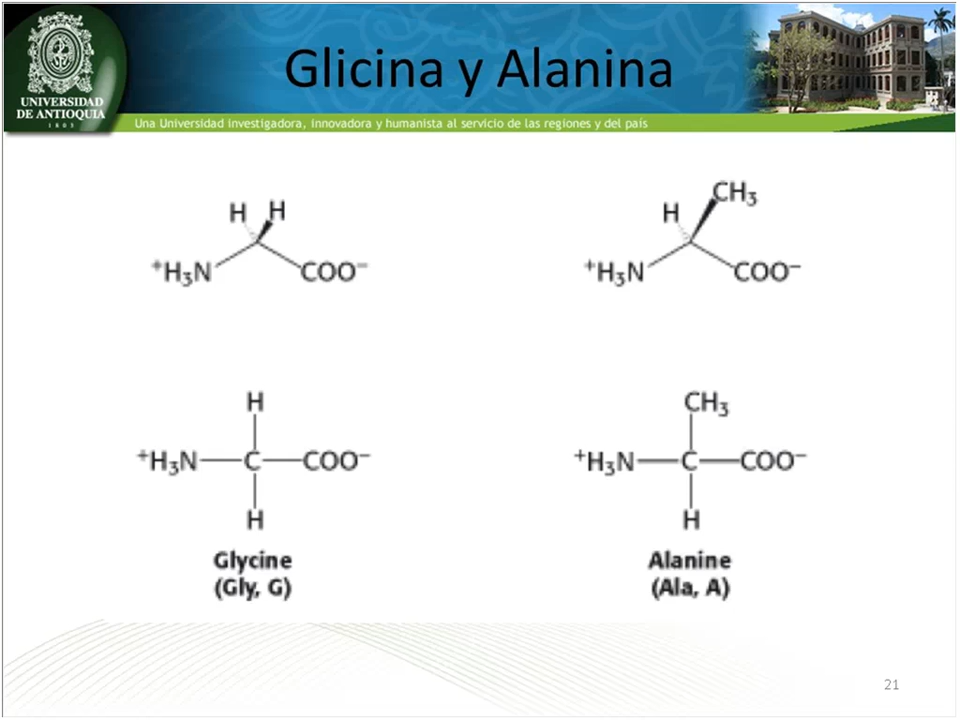 Glicina y Alanina
UNIVERSIDAD
DE ANTIOQUIA
1803
Una Universidad investigadora, innovadora y humanista al servicio de las regiones y del país
H H
⁺H₃N COO⁻
CH₃
H
⁺H₃N COO⁻
H
⁺H₃N—C—COO⁻
H
Glycine
(Gly, G)
CH₃
⁺H₃N—C—COO⁻
H
Alanine
(Ala, A)
21